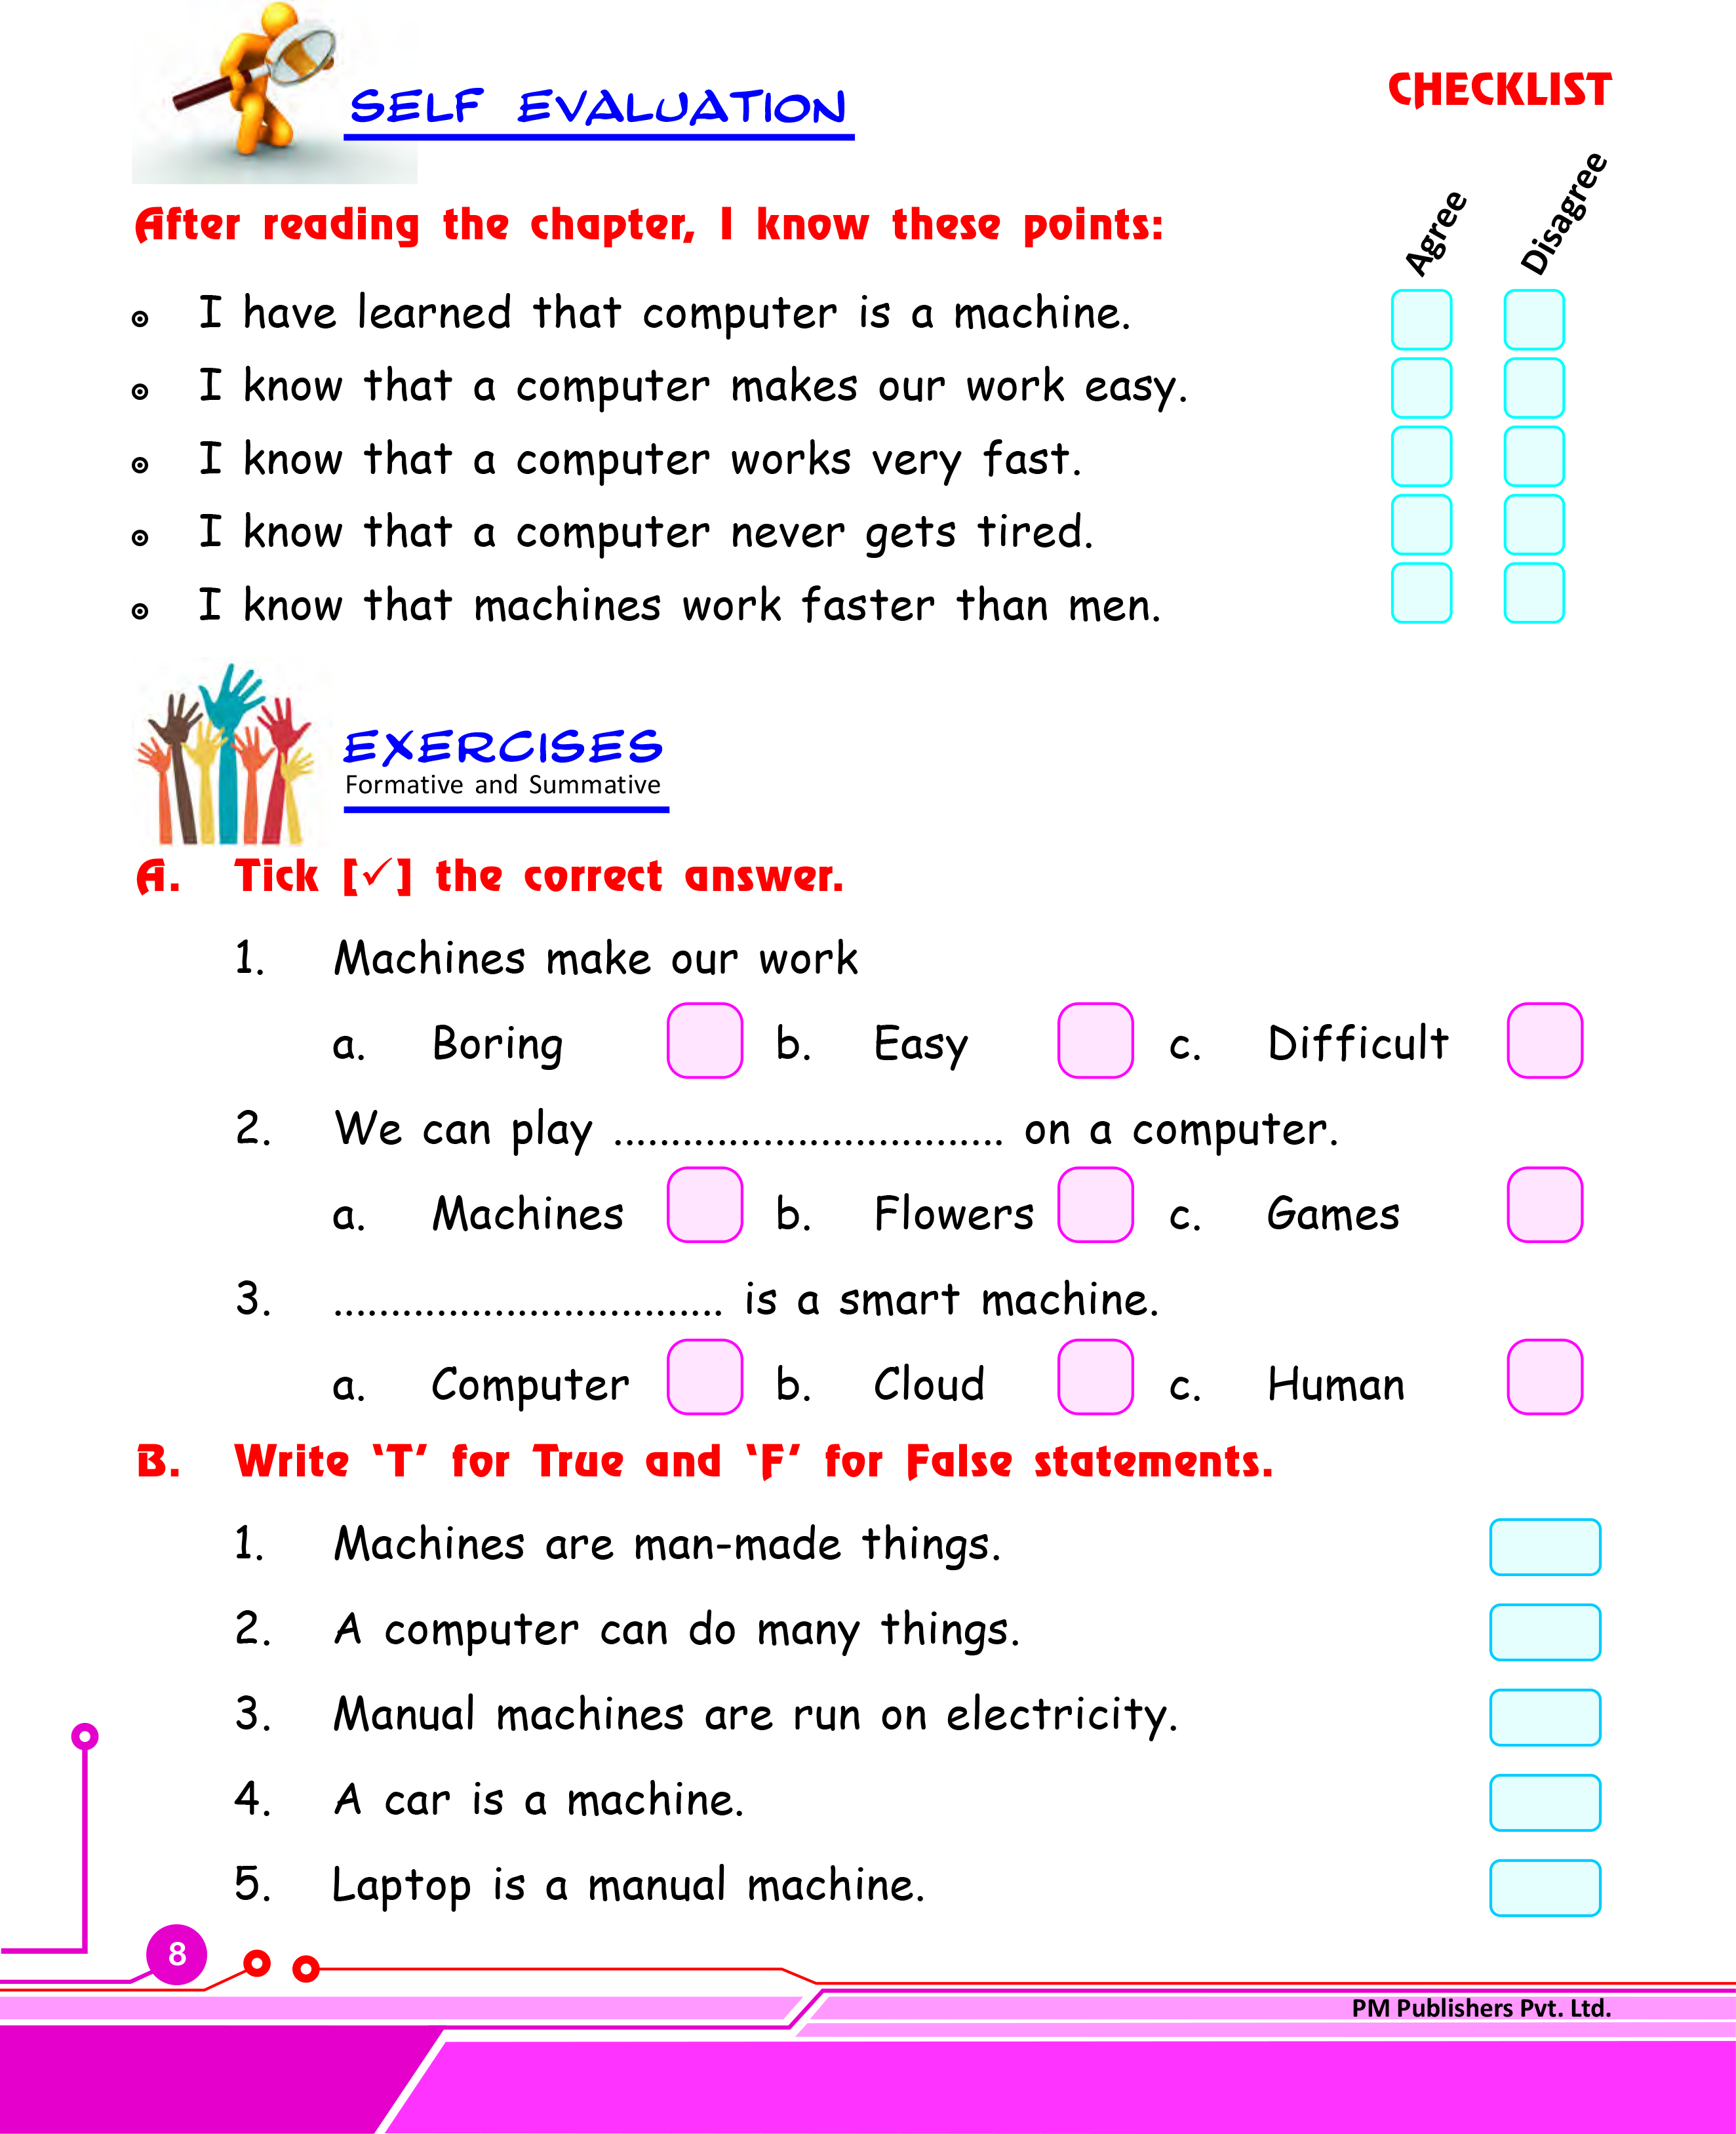 SELF EVALUATION
CHECKLIST
Agree
Disagree
After reading the chapter, I know these points:
I have learned that computer is a machine.
I know that a computer makes our work easy.
I know that a computer works very fast.
I know that a computer never gets tired.
I know that machines work faster than men.
EXERCISES
Formative and Summative
A. Tick [✓] the correct answer.
1. Machines make our work
a. Boring b. Easy c. Difficult
2. We can play .................................. on a computer.
a. Machines b. Flowers c. Games
3. .................................. is a smart machine.
a. Computer b. Cloud c. Human
B. Write ‘T’ for True and ‘F’ for False statements.
1. Machines are man-made things.
2. A computer can do many things.
3. Manual machines are run on electricity.
4. A car is a machine.
5. Laptop is a manual machine.
8
PM Publishers Pvt. Ltd.